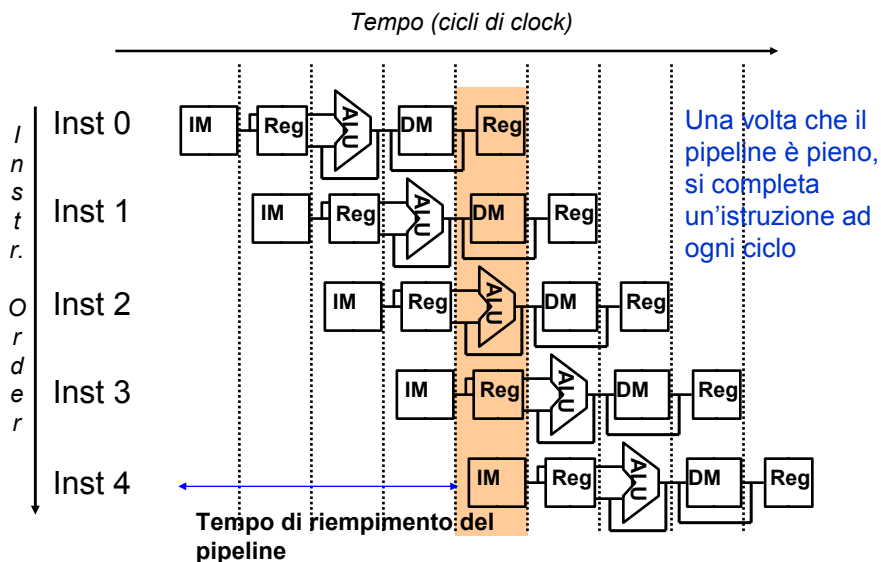 Tempo (cicli di clock)
Instr. Order
Inst 0
IM
Reg
ALU
DM
Reg
Una volta che il
pipeline è pieno,
si completa
un'istruzione ad
ogni ciclo
Inst 1
IM
Reg
ALU
DM
Reg
Inst 2
IM
Reg
ALU
DM
Reg
Inst 3
IM
Reg
ALU
DM
Reg
Inst 4
IM
Reg
ALU
DM
Reg
Tempo di riempimento del
pipeline